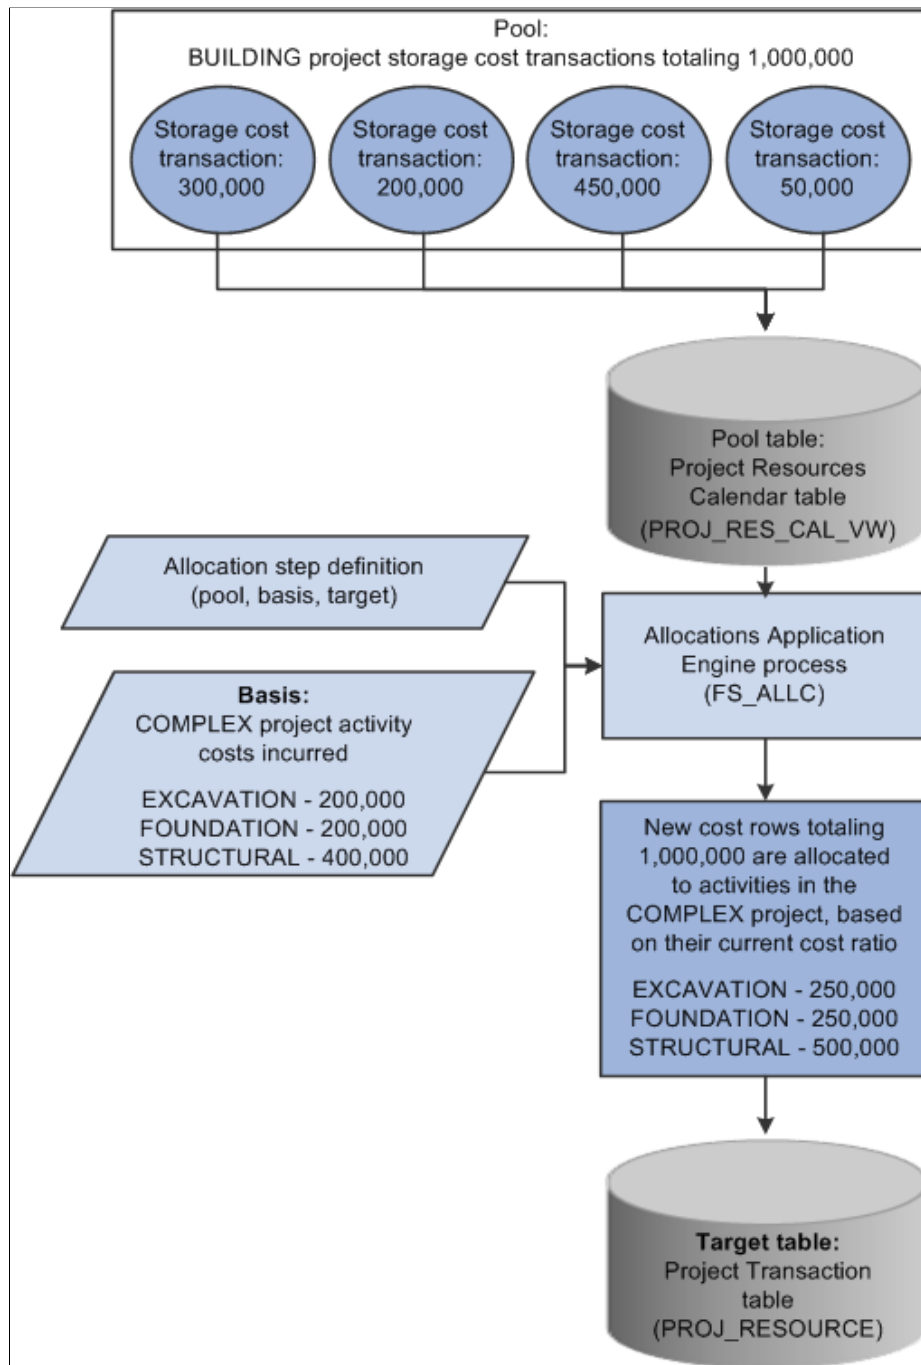 Pool:
BUILDING project storage cost transactions totaling 1,000,000
Storage cost
transaction:
300,000
Storage cost
transaction:
200,000
Storage cost
transaction:
450,000
Storage cost
transaction:
50,000
Pool table:
Project Resources
Calendar table
(PROJ_RES_CAL_VW)
Allocation step definition
(pool, basis, target)
Allocations Application
Engine process
(FS_ALLC)
Basis:
COMPLEX project activity
costs incurred
EXCAVATION - 200,000
FOUNDATION - 200,000
STRUCTURAL - 400,000
New cost rows totaling
1,000,000 are allocated
to activities in the
COMPLEX project, based
on their current cost ratio
EXCAVATION - 250,000
FOUNDATION - 250,000
STRUCTURAL - 500,000
Target table:
Project Transaction
table
(PROJ_RESOURCE)